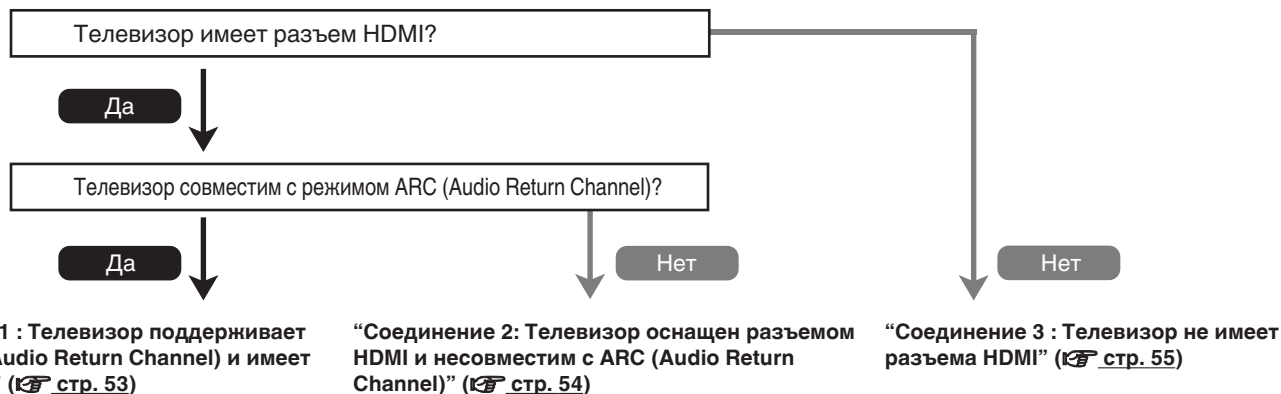 Телевизор имеет разъем HDMI?
Да
Телевизор совместим с режимом ARC (Audio Return Channel)?
Да
Нет
Нет
1 : Телевизор поддерживает
Audio Return Channel) и имеет
” (☞ стр. 53)
“Соединение 2: Телевизор оснащен разъемом
HDMI и несовместим с ARC (Audio Return
Channel)” (☞ стр. 54)
“Соединение 3 : Телевизор не имеет
разъема HDMI” (☞ стр. 55)